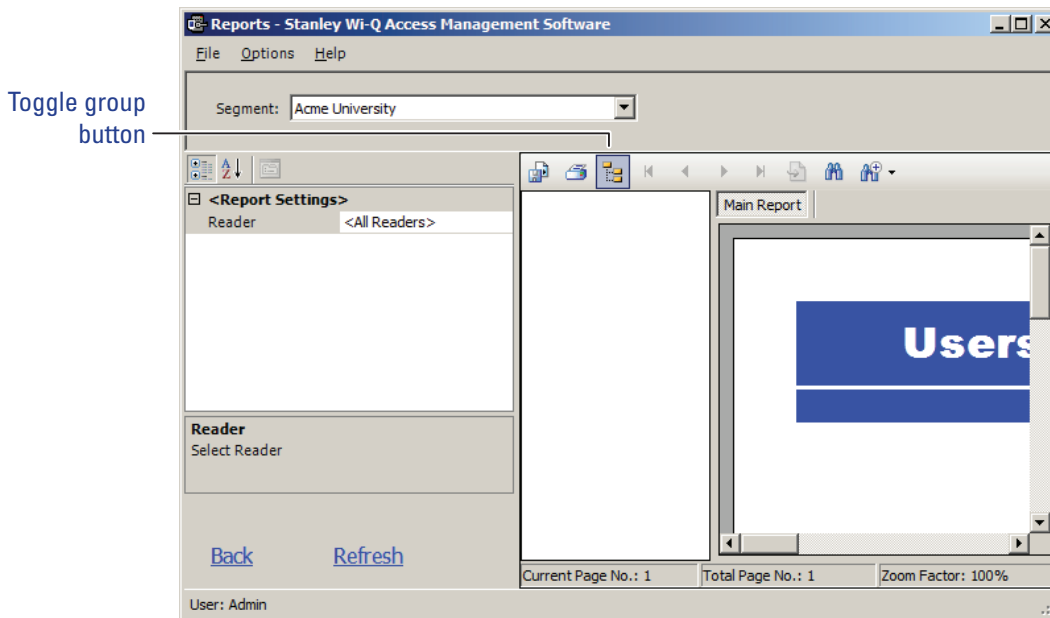 Reports - Stanley Wi-Q Access Management Software
File Options Help
Toggle group
button
Segment: Acme University
<Report Settings>
Reader <All Readers>
Main Report
Users
Reader
Select Reader
Back Refresh
Current Page No.: 1 Total Page No.: 1 Zoom Factor: 100%
User: Admin